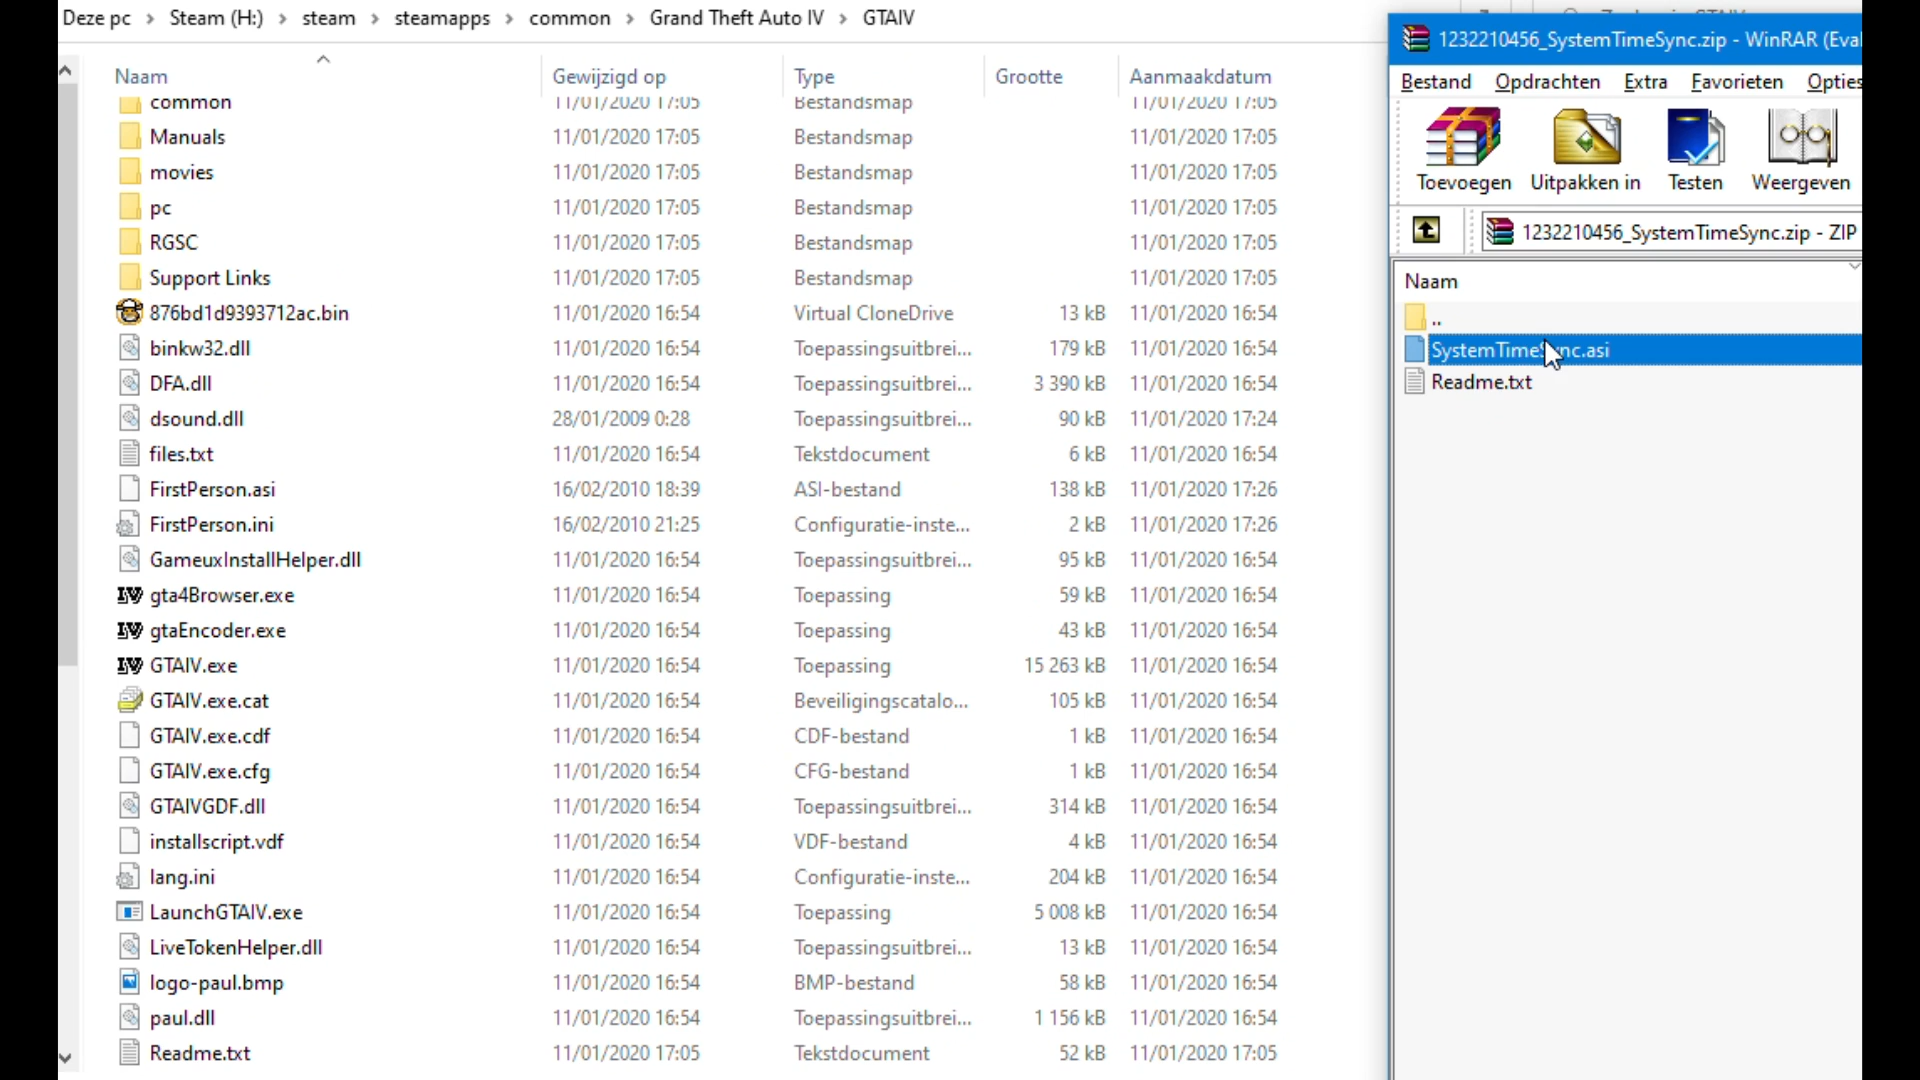 Deze pc > Steam (H:) > steam > steamapps > common > Grand Theft Auto IV > GTAIV
Naam Gewijzigd op Type Grootte Aanmaakdatum
common 11/01/2020 17:05 Bestandsmap 11/01/2020 17:05
Manuals 11/01/2020 17:05 Bestandsmap 11/01/2020 17:05
movies 11/01/2020 17:05 Bestandsmap 11/01/2020 17:05
pc 11/01/2020 17:05 Bestandsmap 11/01/2020 17:05
RGSC 11/01/2020 17:05 Bestandsmap 11/01/2020 17:05
Support Links 11/01/2020 17:05 Bestandsmap 11/01/2020 17:05
876bd1d9393712ac.bin 11/01/2020 16:54 Virtual CloneDrive 13 kB 11/01/2020 16:54
binkw32.dll 11/01/2020 16:54 Toepassingsuitbrei... 179 kB 11/01/2020 16:54
DFA.dll 11/01/2020 16:54 Toepassingsuitbrei... 3 390 kB 11/01/2020 16:54
dsound.dll 28/01/2009 0:28 Toepassingsuitbrei... 90 kB 11/01/2020 17:24
files.txt 11/01/2020 16:54 Tekstdocument 6 kB 11/01/2020 16:54
FirstPerson.asi 16/02/2010 18:39 ASI-bestand 138 kB 11/01/2020 17:26
FirstPerson.ini 16/02/2010 21:25 Configuratie-inste... 2 kB 11/01/2020 17:26
GameuxInstallHelper.dll 11/01/2020 16:54 Toepassingsuitbrei... 95 kB 11/01/2020 16:54
gta4Browser.exe 11/01/2020 16:54 Toepassing 59 kB 11/01/2020 16:54
gtaEncoder.exe 11/01/2020 16:54 Toepassing 43 kB 11/01/2020 16:54
GTAIV.exe 11/01/2020 16:54 Toepassing 15 263 kB 11/01/2020 16:54
GTAIV.exe.cat 11/01/2020 16:54 Beveiligingscatalo... 105 kB 11/01/2020 16:54
GTAIV.exe.cdf 11/01/2020 16:54 CDF-bestand 1 kB 11/01/2020 16:54
GTAIV.exe.cfg 11/01/2020 16:54 CFG-bestand 1 kB 11/01/2020 16:54
GTAIVGDF.dll 11/01/2020 16:54 Toepassingsuitbrei... 314 kB 11/01/2020 16:54
installscript.vdf 11/01/2020 16:54 VDF-bestand 4 kB 11/01/2020 16:54
lang.ini 11/01/2020 16:54 Configuratie-inste... 204 kB 11/01/2020 16:54
LaunchGTAIV.exe 11/01/2020 16:54 Toepassing 5 008 kB 11/01/2020 16:54
LiveTokenHelper.dll 11/01/2020 16:54 Toepassingsuitbrei... 13 kB 11/01/2020 16:54
logo-paul.bmp 11/01/2020 16:54 BMP-bestand 58 kB 11/01/2020 16:54
paul.dll 11/01/2020 16:54 Toepassingsuitbrei... 1 156 kB 11/01/2020 16:54
Readme.txt 11/01/2020 17:05 Tekstdocument 52 kB 11/01/2020 17:05
1232210456_SystemTimeSync.zip - WinRAR (Eval
Bestand Opdrachten Extra Favorieten Opties
Toevoegen Uitpakken in Testen Weergeven
1232210456_SystemTimeSync.zip - ZIP
Naam
..
SystemTimeSync.asi
Readme.txt